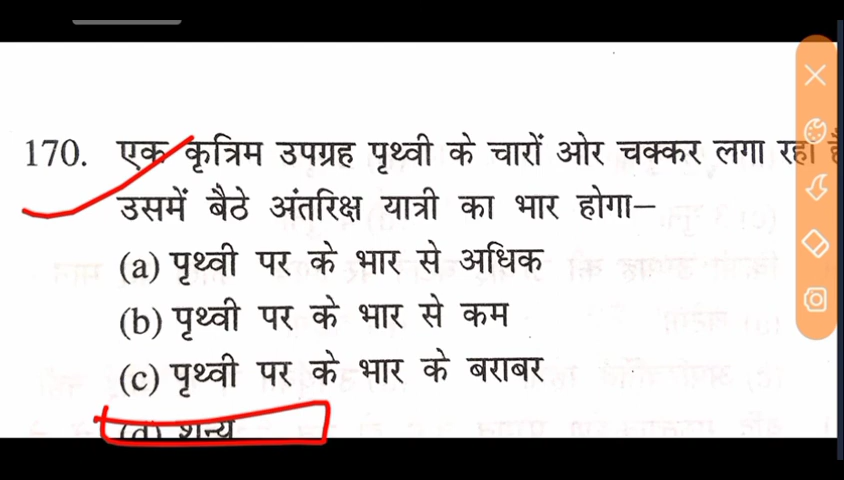 170. एक कृत्रिम उपग्रह पृथ्वी के चारों ओर चक्कर लगा रहा
उसमें बैठे अंतरिक्ष यात्री का भार होगा–
(a) पृथ्वी पर के भार से अधिक
(b) पृथ्वी पर के भार से कम
(c) पृथ्वी पर के भार के बराबर
(d) शून्य